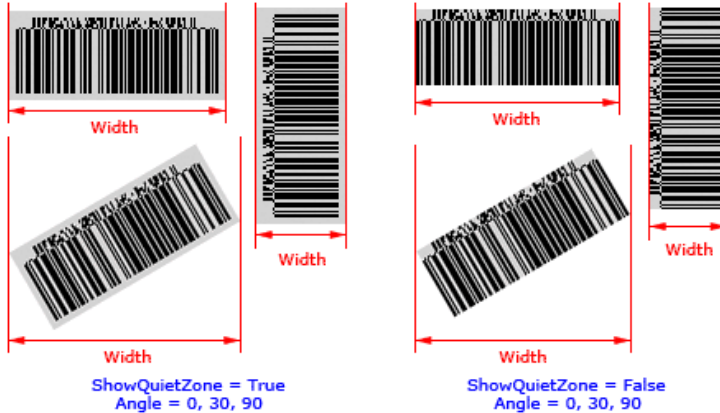 Width
Width
Width
Width
Width
Width
ShowQuietZone = True
Angle = 0, 30, 90
ShowQuietZone = False
Angle = 0, 30, 90